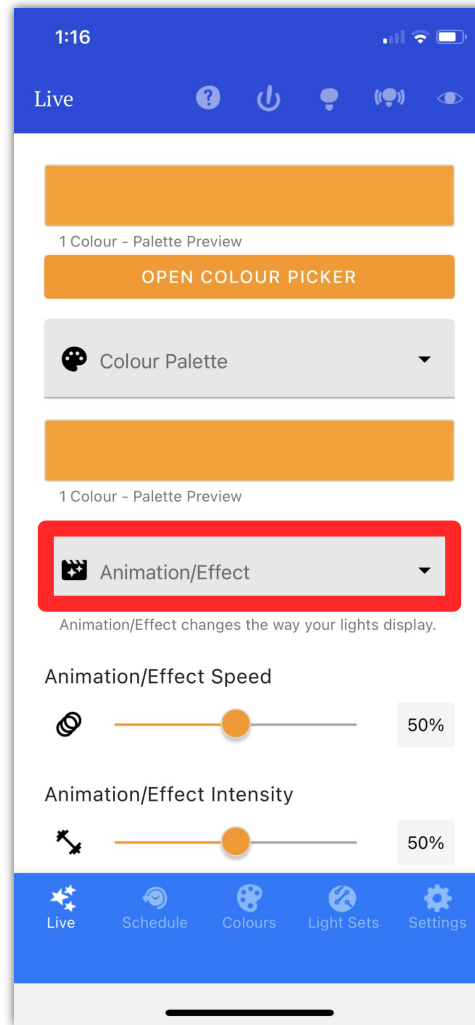 1:16
Live
1 Colour - Palette Preview
OPEN COLOUR PICKER
Colour Palette
1 Colour - Palette Preview
Animation/Effect
Animation/Effect changes the way your lights display.
Animation/Effect Speed
50%
Animation/Effect Intensity
50%
Live Schedule Colours Light Sets Settings